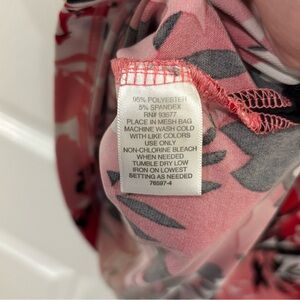 95% POLYESTER
5% SPANDEX
RN# 93677
PLACE IN MESH BAG
MACHINE WASH COLD
WITH LIKE COLORS
USE ONLY
NON-CHLORINE BLEACH
WHEN NEEDED
TUMBLE DRY LOW
IRON ON LOWEST
SETTING AS NEEDED
76597-4